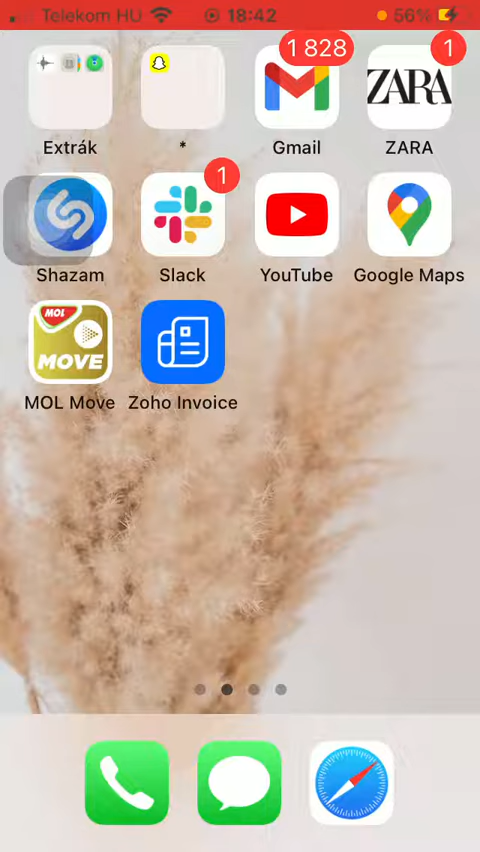 Telekom HU 18:42 56%
1 828 1
ZARA
Extrák * Gmail ZARA
1
Shazam Slack YouTube Google Maps
MOL
MOVE
MOL Move Zoho Invoice